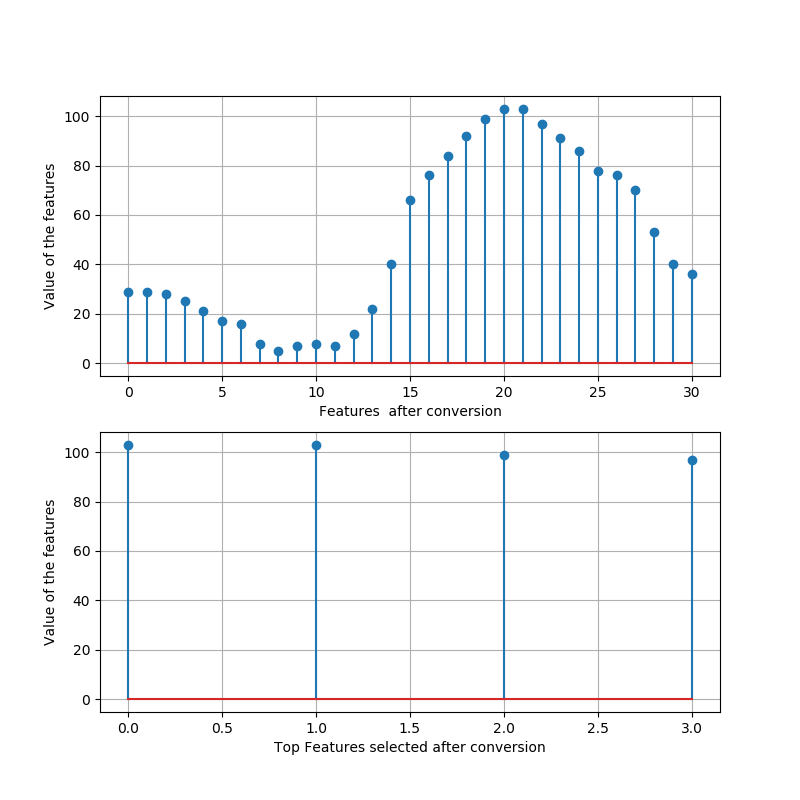 Value of the features
100
80
60
40
20
0
0 5 10 15 20 25 30
Features  after conversion
Value of the features
100
80
60
40
20
0
0.0 0.5 1.0 1.5 2.0 2.5 3.0
Top Features selected after conversion